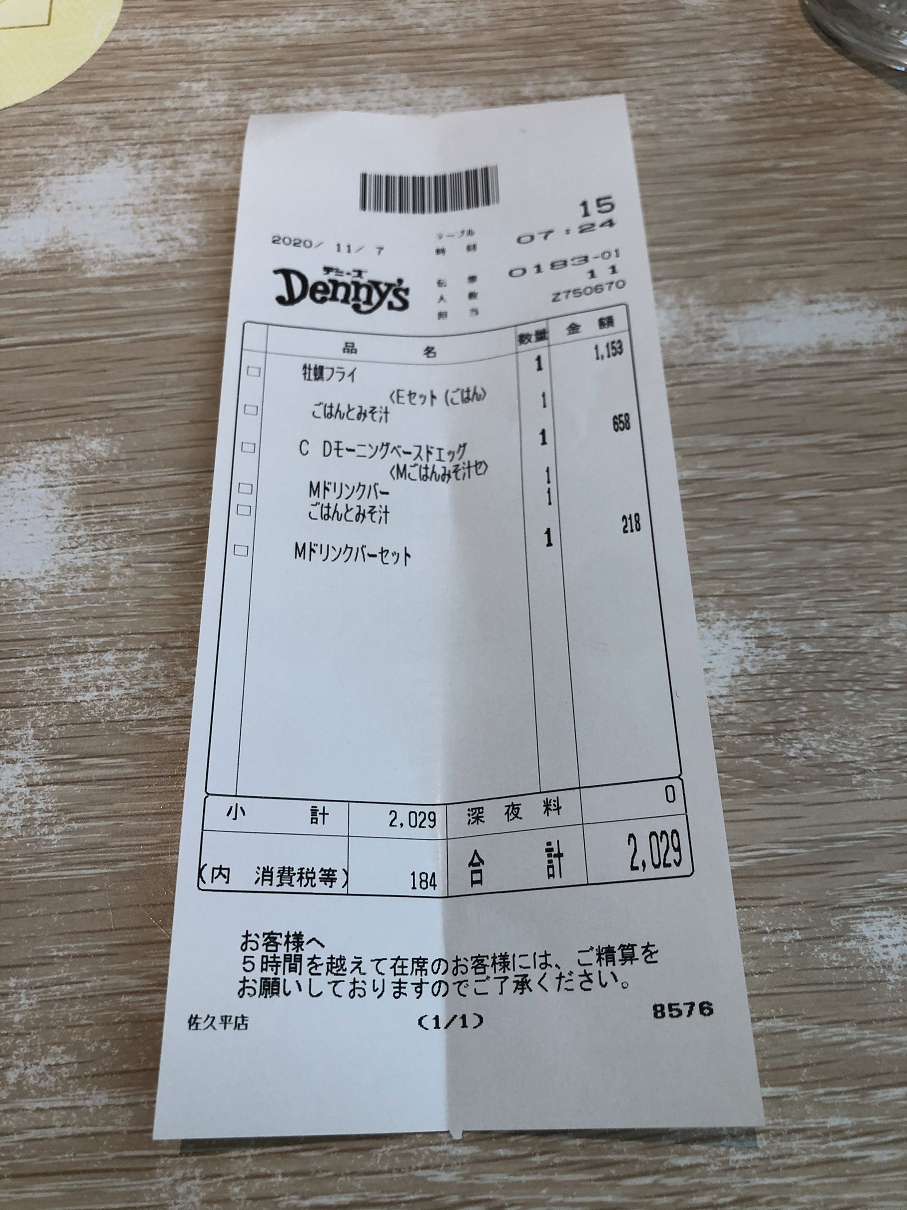 テーブル 15
2020/ 11/ 7 時 刻 07:24
デニーズ
Denny's
伝 票 0183-01
人 数 11
担 当 Z750670
品 名 数量 金 額
牡蠣フライ 1 1,153
<Eセット(ごはん>
ごはんとみそ汁 1
C Dモーニングベースドエッグ 1 658
<Mごはんみそ汁セ>
Mドリンクバー 1
ごはんとみそ汁 1
Mドリンクバーセット 1 218
小 計 2,029 深 夜 料 0
(内 消費税等) 184 合 計 2,029
お客様へ
5時間を越えて在席のお客様には、ご精算を
お願いしておりますのでご了承ください。
佐久平店 (1/1) 8576